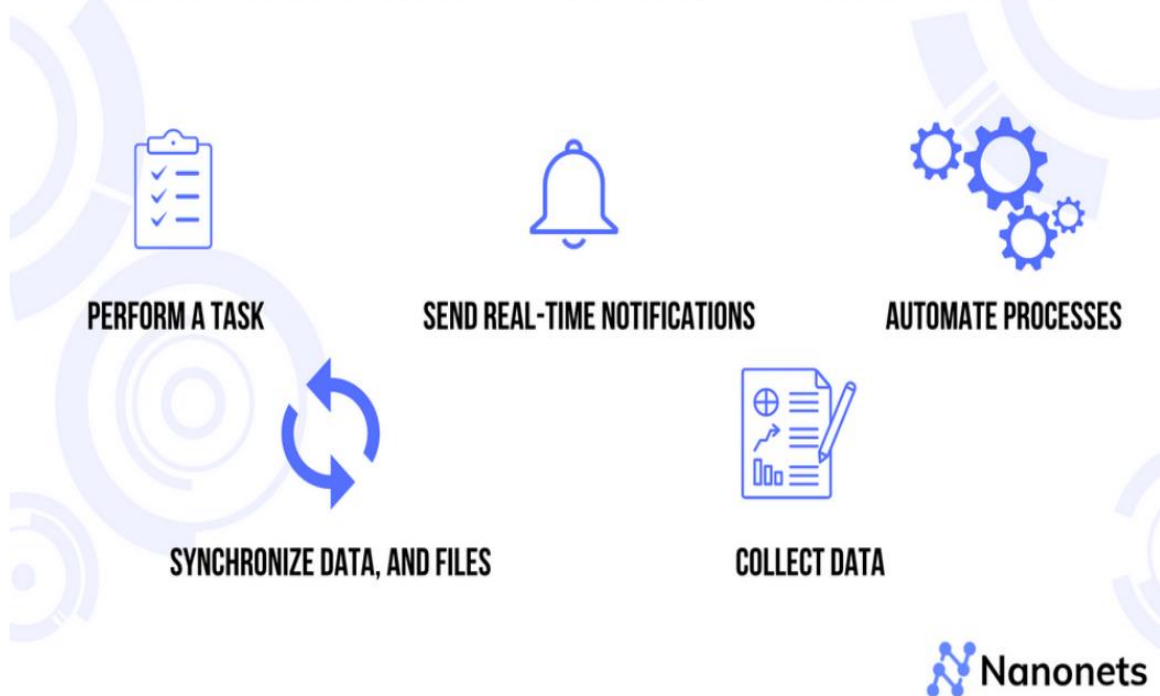 PERFORM A TASK
SEND REAL-TIME NOTIFICATIONS
AUTOMATE PROCESSES
SYNCHRONIZE DATA, AND FILES
COLLECT DATA
Nanonets